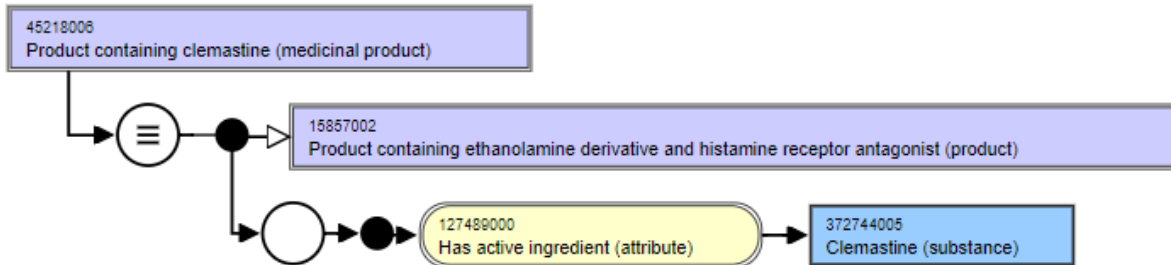 45218006
Product containing clemastine (medicinal product)
15857002
Product containing ethanolamine derivative and histamine receptor antagonist (product)
127489000
Has active ingredient (attribute)
372744005
Clemastine (substance)